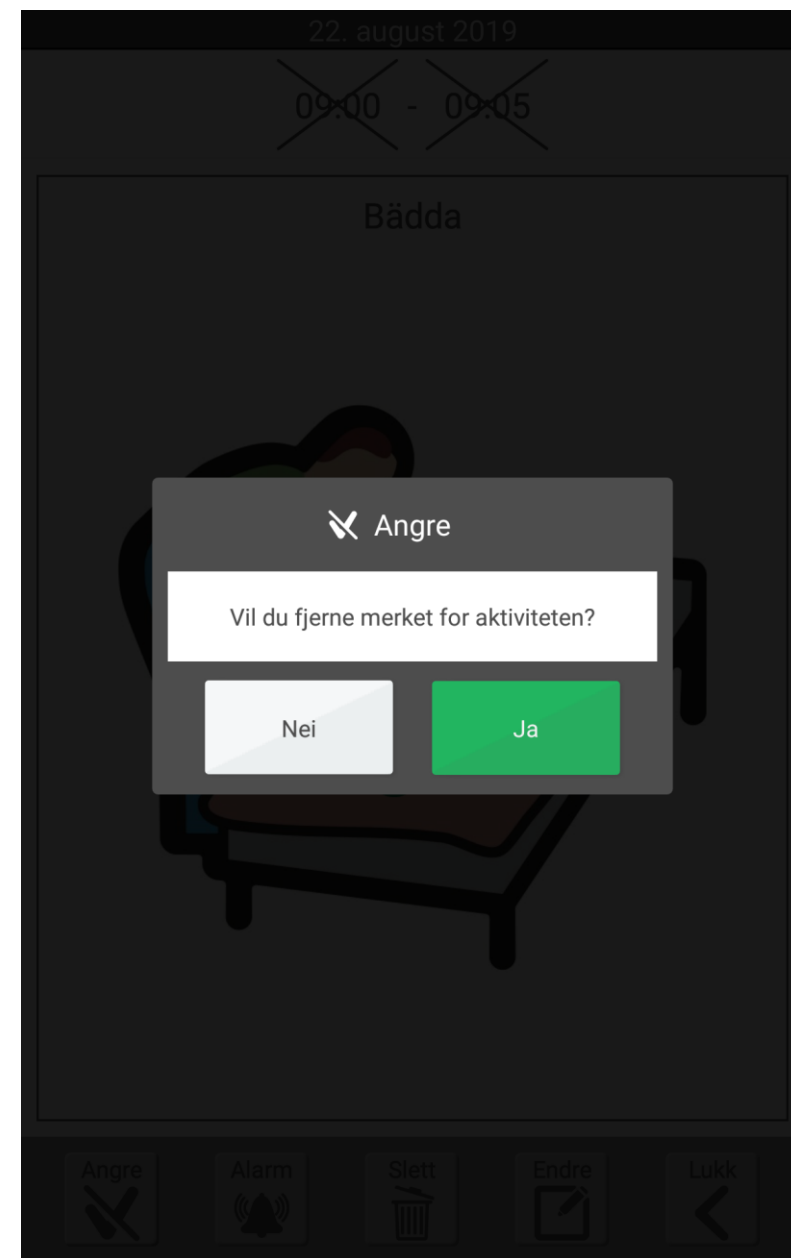 22. august 2019
09:00 - 09:05
Bädda
Angre
Vil du fjerne merket for aktiviteten?
Nei Ja
Angre Alarm Slett Endre Lukk